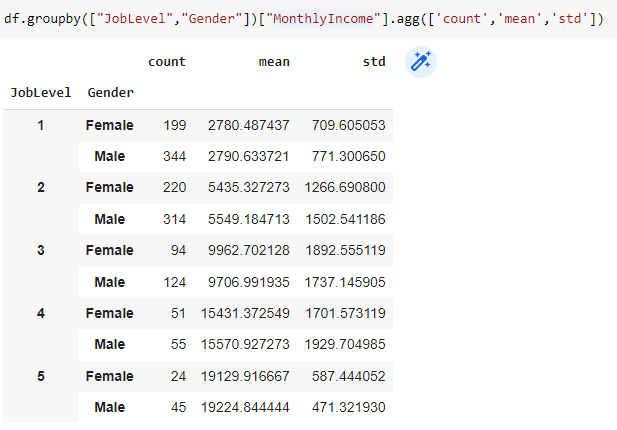 df.groupby(["JobLevel","Gender"])["MonthlyIncome"].agg(['count','mean','std'])
count mean std
JobLevel Gender
1 Female 199 2780.487437 709.605053
Male 344 2790.633721 771.300650
2 Female 220 5435.327273 1266.690800
Male 314 5549.184713 1502.541186
3 Female 94 9962.702128 1892.555119
Male 124 9706.991935 1737.145905
4 Female 51 15431.372549 1701.573119
Male 55 15570.927273 1929.704985
5 Female 24 19129.916667 587.444052
Male 45 19224.844444 471.321930